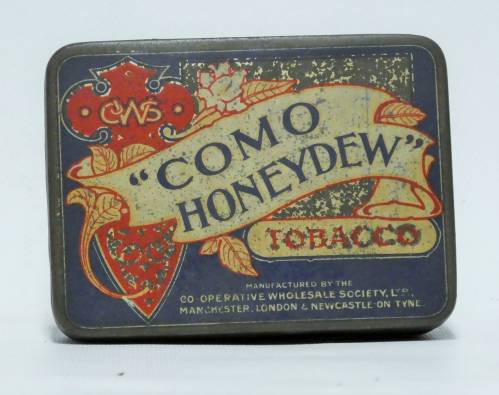 CWS
"COMO
HONEYDEW"
TOBACCO
MANUFACTURED BY THE
CO-OPERATIVE WHOLESALE SOCIETY, LTD.
MANCHESTER, LONDON & NEWCASTLE-ON TYNE.